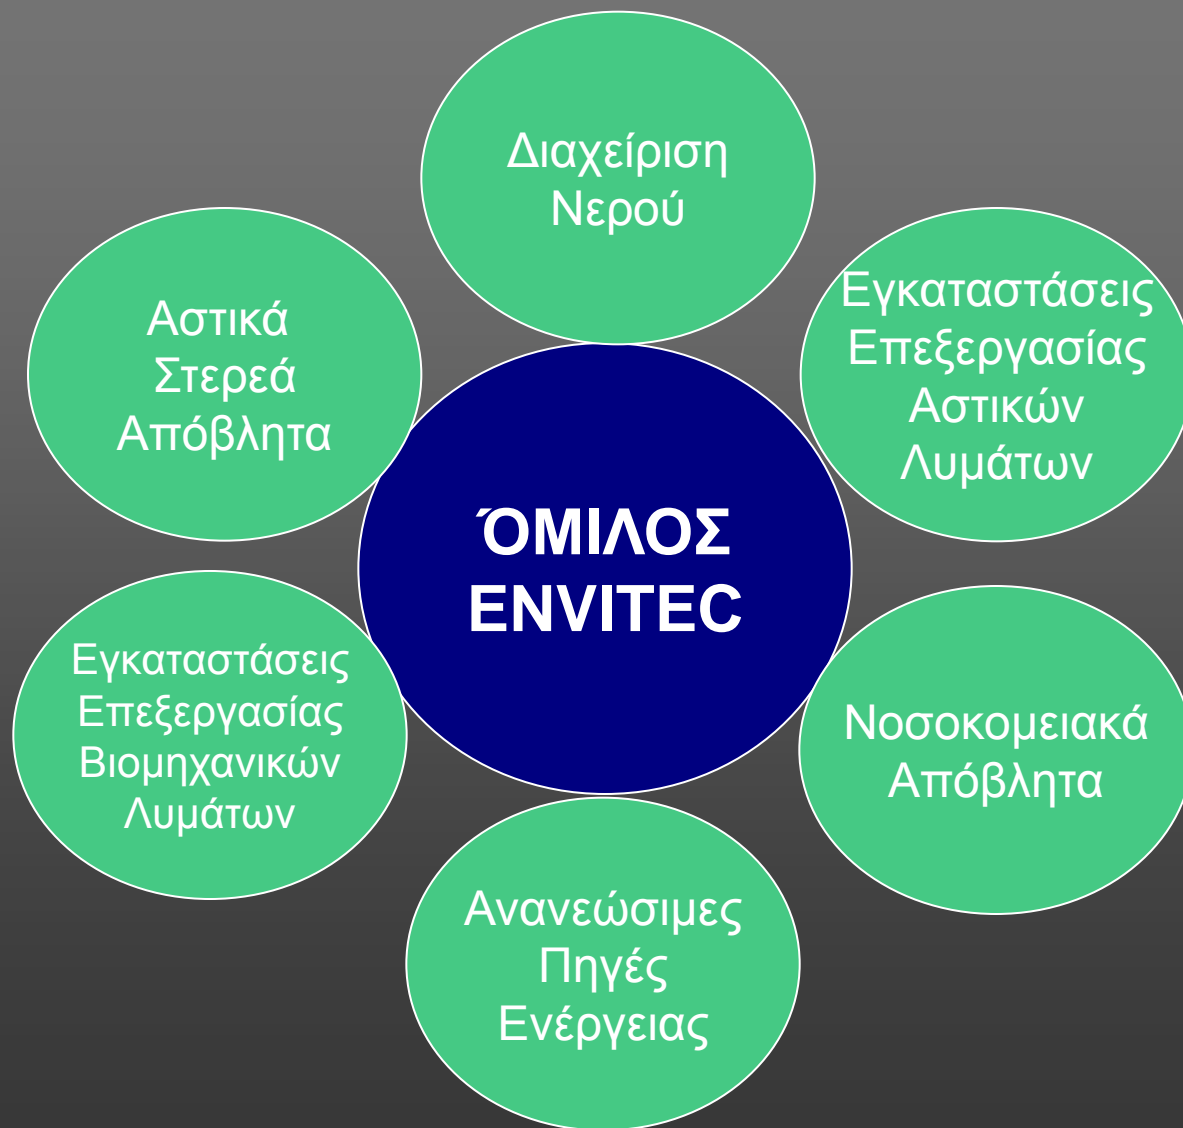 Διαχείριση
Νερού
Εγκαταστάσεις
Επεξεργασίας
Αστικών
Λυμάτων
Αστικά
Στερεά
Απόβλητα
ΌΜΙΛΟΣ
ENVITEC
Εγκαταστάσεις
Επεξεργασίας
Βιομηχανικών
Λυμάτων
Νοσοκομειακά
Απόβλητα
Ανανεώσιμες
Πηγές
Ενέργειας